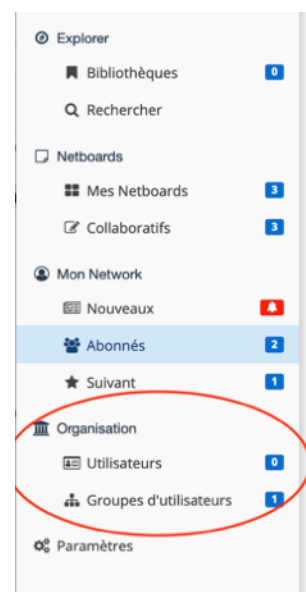 Explorer
Bibliothèques 0
Rechercher
Netboards
Mes Netboards 3
Collaboratifs 3
Mon Network
Nouveaux
Abonnés 2
Suivant 1
Organisation
Utilisateurs 0
Groupes d'utilisateurs 1
Paramètres